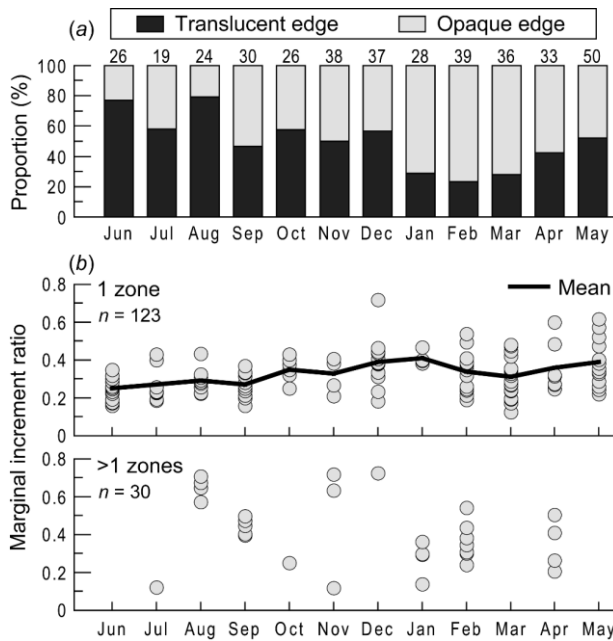 (a) Translucent edge Opaque edge
26 19 24 30 26 38 37 28 39 36 33 50
100
80
60
40
20
0
Proportion (%)
Jun Jul Aug Sep Oct Nov Dec Jan Feb Mar Apr May
(b)
0.8
0.6
0.4
0.2
0
1 zone
n = 123
Mean
Marginal increment ratio
0.8
0.6
0.4
0.2
0
>1 zones
n = 30
Jun Jul Aug Sep Oct Nov Dec Jan Feb Mar Apr May